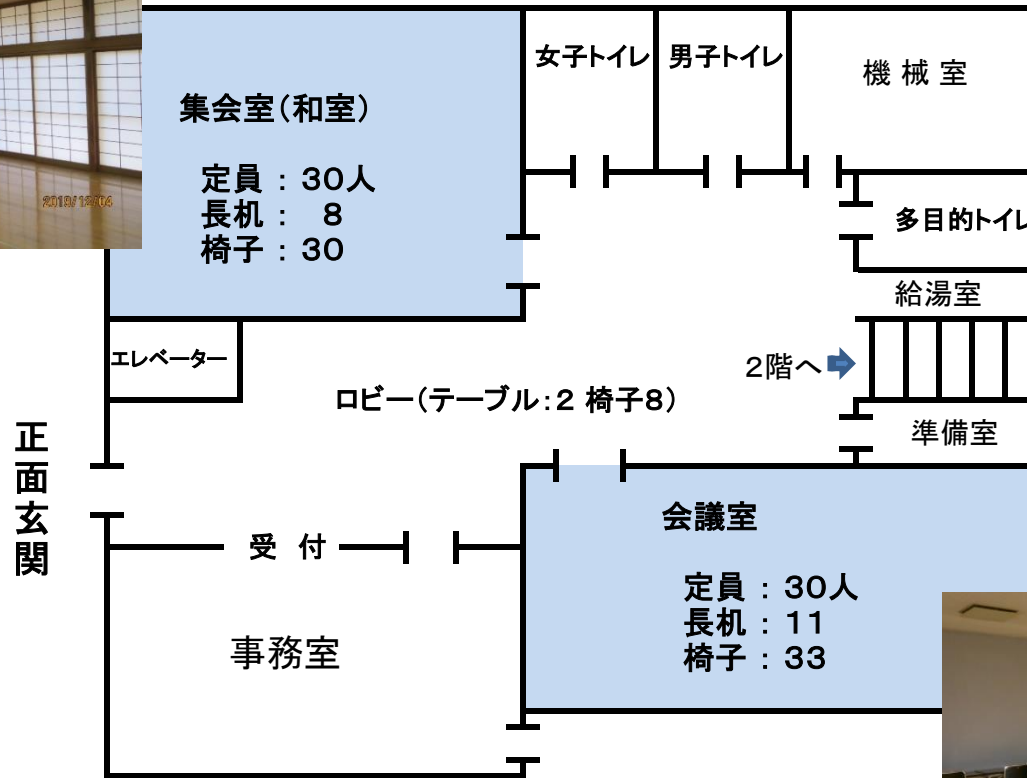 女子トイレ
男子トイレ
機械室
集会室（和室）
定員：30人
長机： 8
椅子：30
2019/12/04
多目的トイレ
給湯室
エレベーター
2階へ
ロビー（テーブル：2 椅子8）
準備室
正面玄関
会議室
受 付
定員：30人
長机：11
椅子：33
事務室